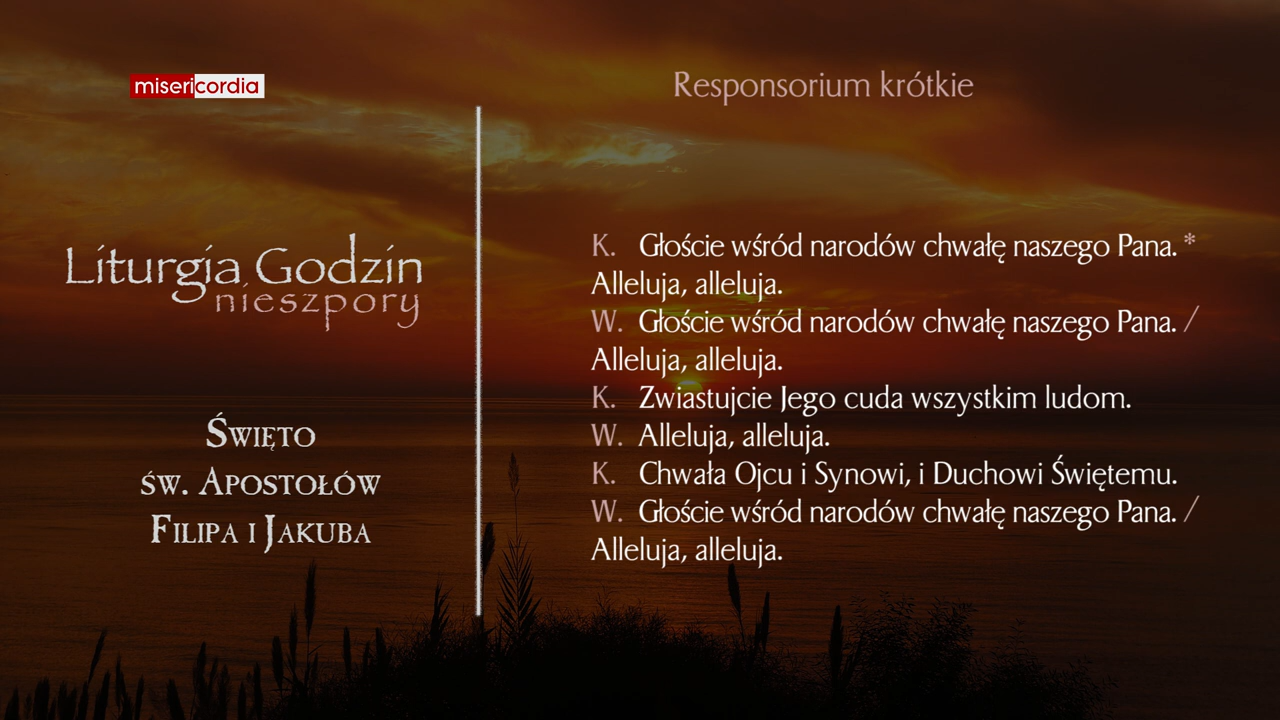 misericordia
Liturgia Godzin
nieszpory
Święto
św. Apostołów
Filipa i Jakuba
Responsorium krótkie
K. Głoście wśród narodów chwałę naszego Pana. *
Alleluja, alleluja.
W. Głoście wśród narodów chwałę naszego Pana. /
Alleluja, alleluja.
K. Zwiastujcie Jego cuda wszystkim ludom.
W. Alleluja, alleluja.
K. Chwała Ojcu i Synowi, i Duchowi Świętemu.
W. Głoście wśród narodów chwałę naszego Pana. /
Alleluja, alleluja.